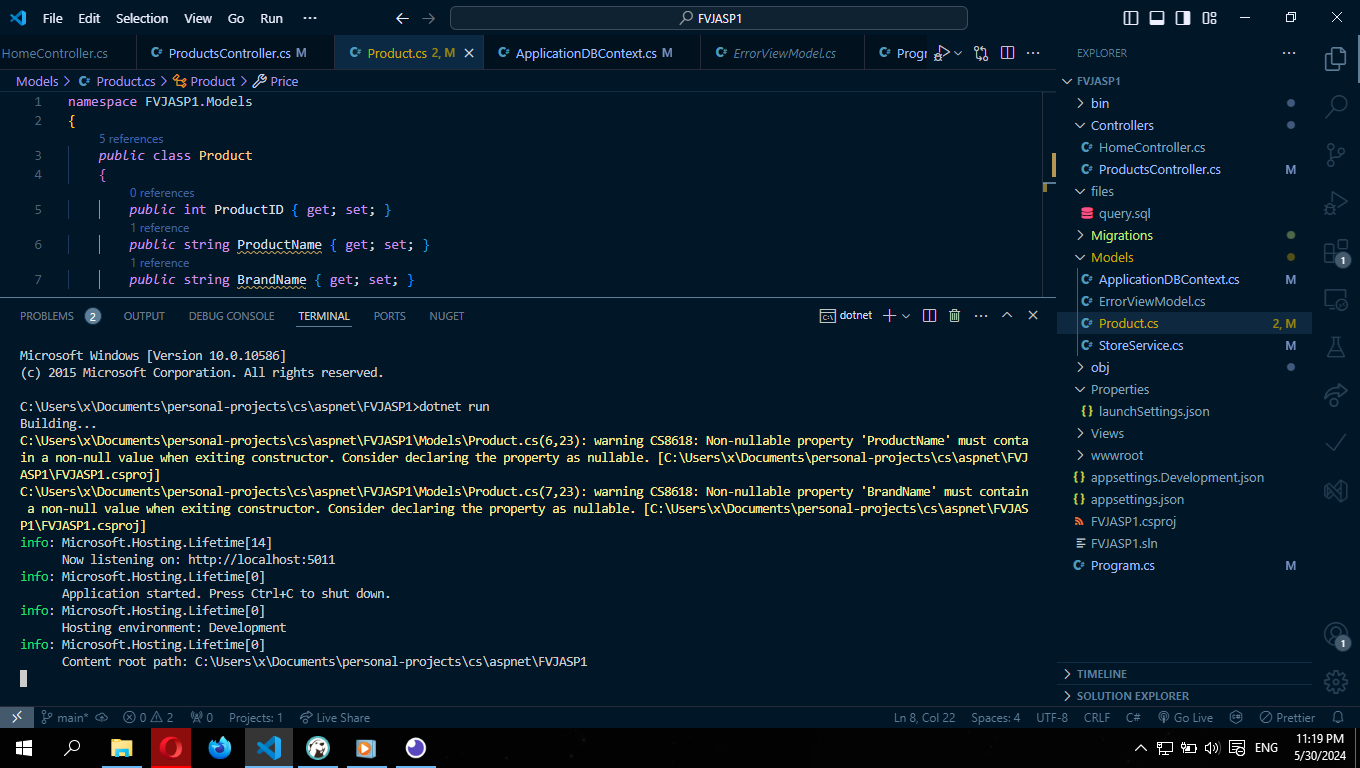 File Edit Selection View Go Run ··· FVJASP1
HomeController.cs ProductsController.cs M Product.cs 2, M ApplicationDBContext.cs M ErrorViewModel.cs Progr
Models > Product.cs > Product > Price
1 namespace FVJASP1.Models
2 {
5 references
3 public class Product
4 {
0 references
5 public int ProductID { get; set; }
1 reference
6 public string ProductName { get; set; }
1 reference
7 public string BrandName { get; set; }
PROBLEMS 2 OUTPUT DEBUG CONSOLE TERMINAL PORTS NUGET dotnet
Microsoft Windows [Version 10.0.10586]
(c) 2015 Microsoft Corporation. All rights reserved.
C:\Users\x\Documents\personal-projects\cs\aspnet\FVJASP1>dotnet run
Building...
C:\Users\x\Documents\personal-projects\cs\aspnet\FVJASP1\Models\Product.cs(6,23): warning CS8618: Non-nullable property 'ProductName' must conta
in a non-null value when exiting constructor. Consider declaring the property as nullable. [C:\Users\x\Documents\personal-projects\cs\aspnet\FVJ
ASP1\FVJASP1.csproj]
C:\Users\x\Documents\personal-projects\cs\aspnet\FVJASP1\Models\Product.cs(7,23): warning CS8618: Non-nullable property 'BrandName' must contain
a non-null value when exiting constructor. Consider declaring the property as nullable. [C:\Users\x\Documents\personal-projects\cs\aspnet\FVJAS
P1\FVJASP1.csproj]
info: Microsoft.Hosting.Lifetime[14]
Now listening on: http://localhost:5011
info: Microsoft.Hosting.Lifetime[0]
Application started. Press Ctrl+C to shut down.
info: Microsoft.Hosting.Lifetime[0]
Hosting environment: Development
info: Microsoft.Hosting.Lifetime[0]
Content root path: C:\Users\x\Documents\personal-projects\cs\aspnet\FVJASP1
EXPLORER
FVJASP1
bin
Controllers
HomeController.cs
ProductsController.cs M
files
query.sql
Migrations
Models
ApplicationDBContext.cs M
ErrorViewModel.cs
Product.cs 2, M
StoreService.cs M
obj
Properties
launchSettings.json
Views
wwwroot
appsettings.Development.json
appsettings.json
FVJASP1.csproj
FVJASP1.sln
Program.cs M
TIMELINE
SOLUTION EXPLORER
1
1
main* 0 2 0 Projects: 1 Live Share Ln 8, Col 22 Spaces: 4 UTF-8 CRLF C# Go Live Prettier
ENG 11:19 PM
5/30/2024